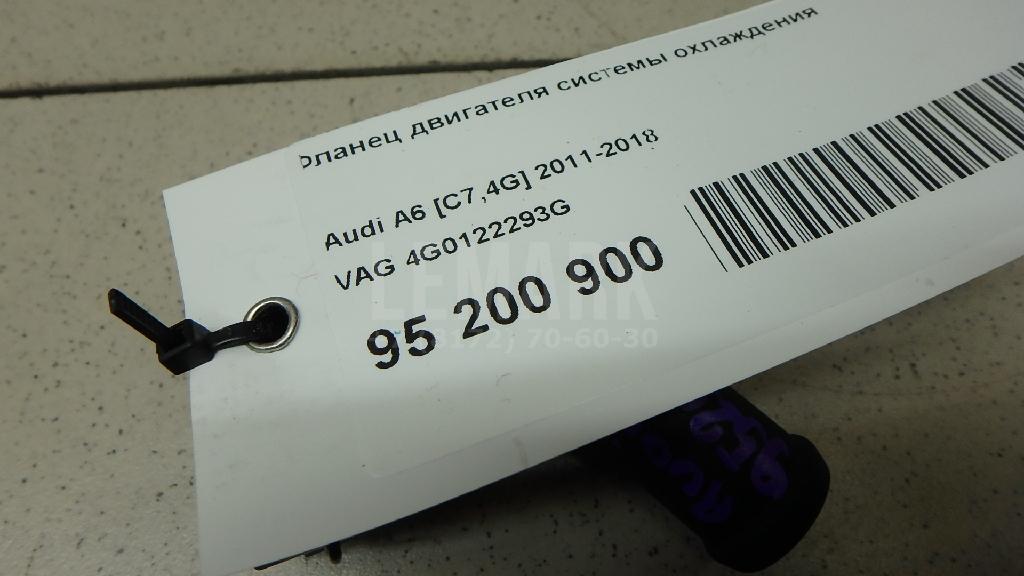 Фланец двигателя системы охлаждения
Audi A6 [C7,4G] 2011-2018
VAG 4G0122293G
95 200 900
LEMARK
70-60-30